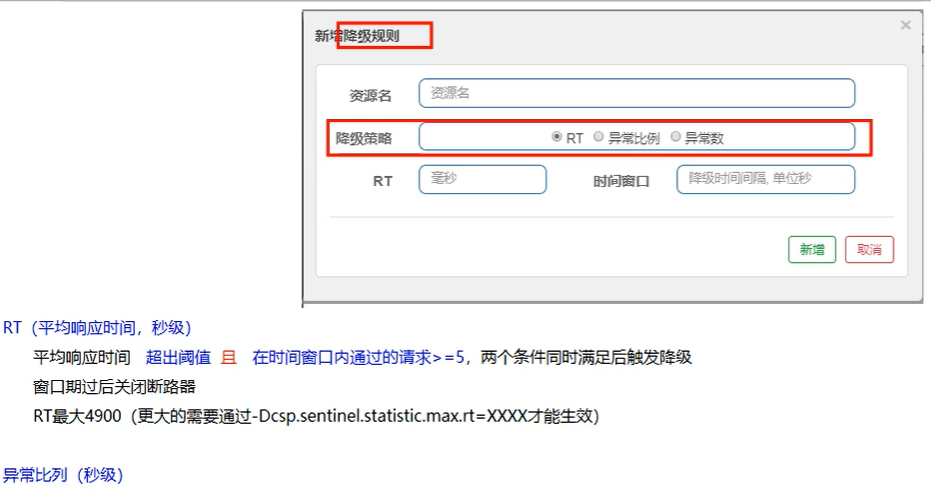 新增降级规则
×
资源名 资源名
降级策略 RT 异常比例 异常数
RT 毫秒 时间窗口 降级时间间隔, 单位秒
新增 取消
RT（平均响应时间，秒级）
平均响应时间 超出阈值 且 在时间窗口内通过的请求>=5，两个条件同时满足后触发降级
窗口期过后关闭断路器
RT最大4900（更大的需要通过-Dcsp.sentinel.statistic.max.rt=XXXX才能生效）
异常比列（秒级）